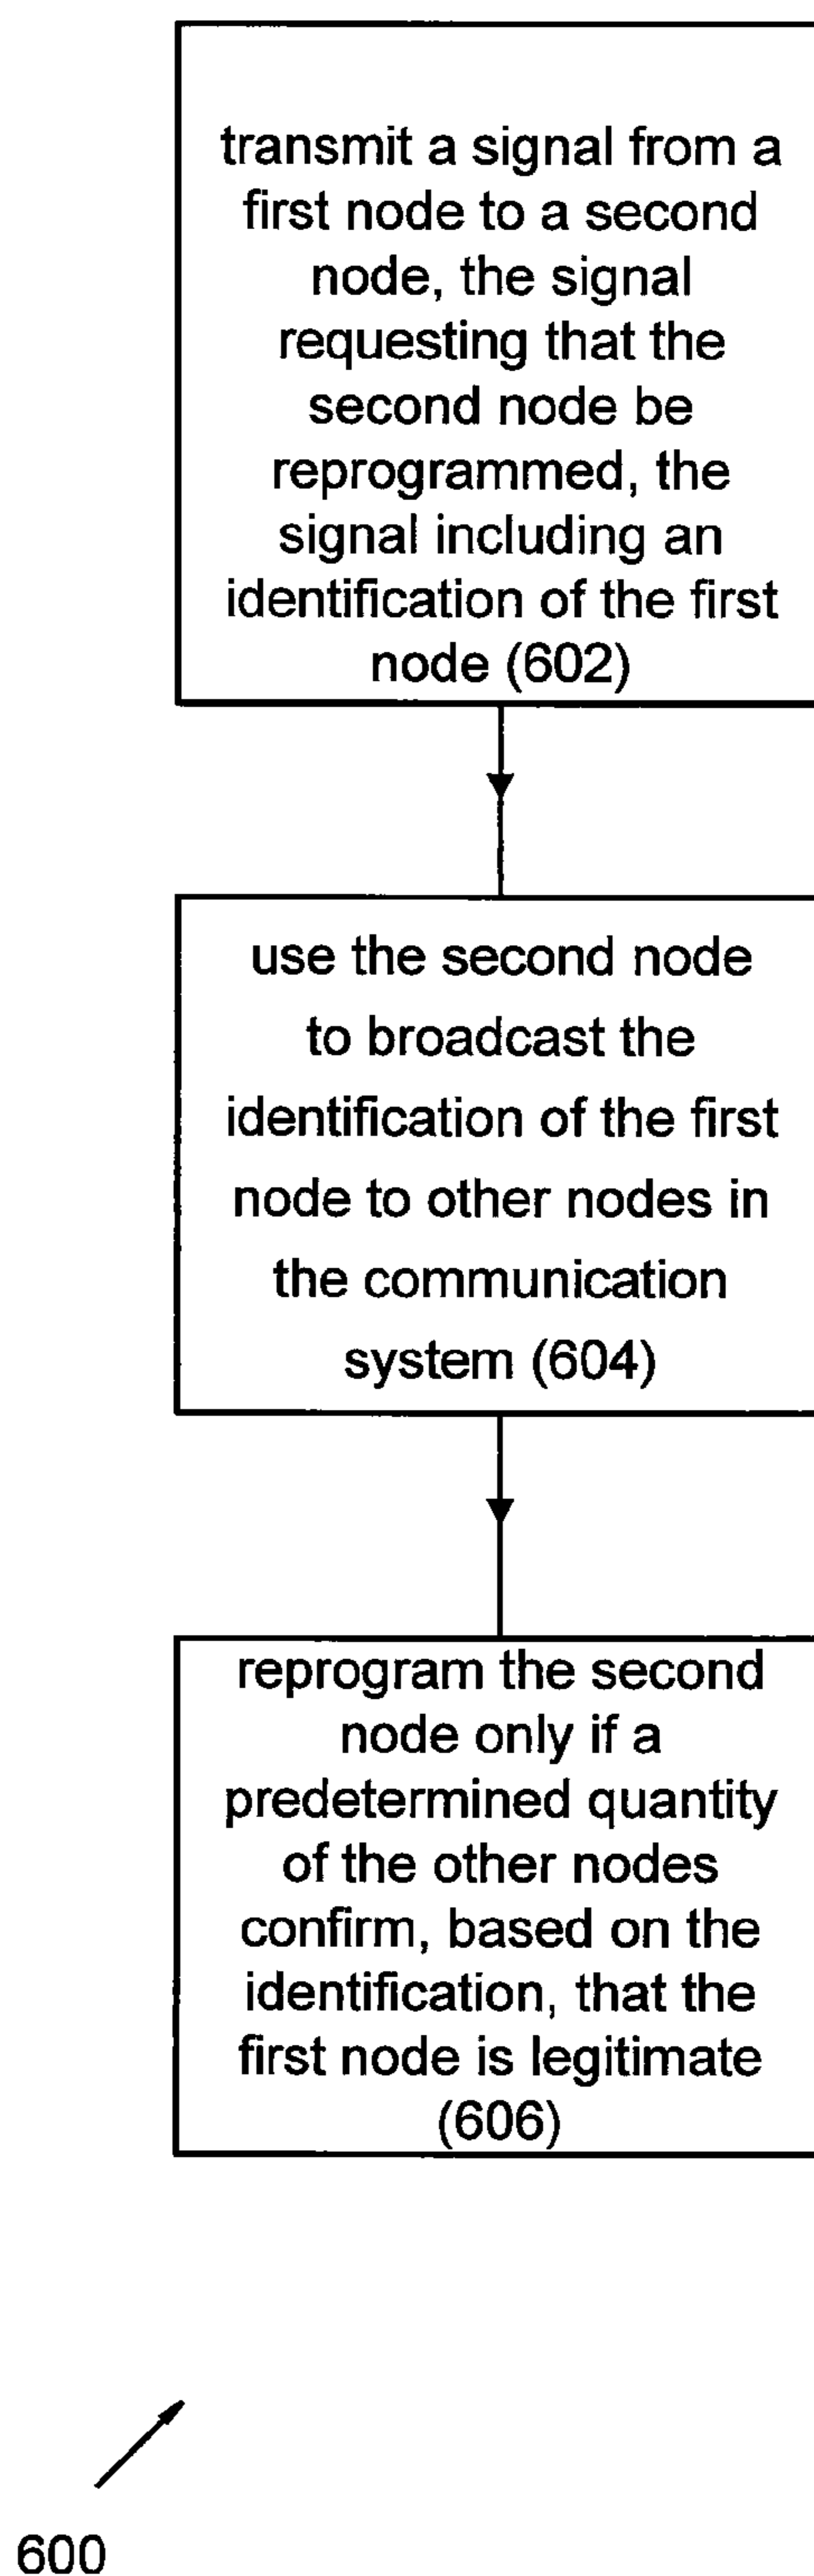 transmit a signal from a
first node to a second
node, the signal
requesting that the
second node be
reprogrammed, the
signal including an
identification of the first
node (602)
use the second node
to broadcast the
identification of the first
node to other nodes in
the communication
system (604)
reprogram the second
node only if a
predetermined quantity
of the other nodes
confirm, based on the
identification, that the
first node is legitimate
(606)
600